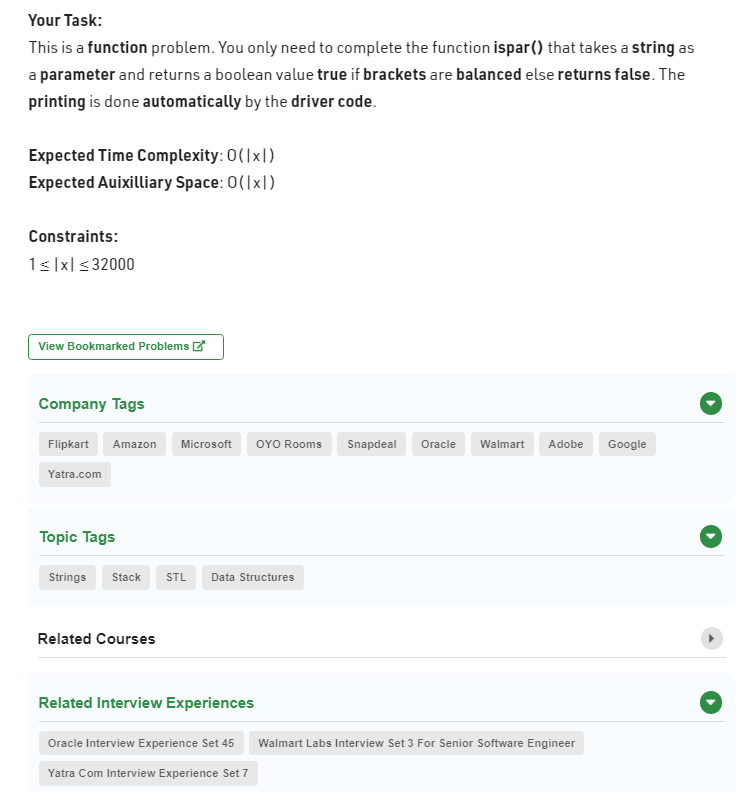 Your Task:
This is a function problem. You only need to complete the function ispar() that takes a string as
a parameter and returns a boolean value true if brackets are balanced else returns false. The
printing is done automatically by the driver code.
Expected Time Complexity: O(|x|)
Expected Auixilliary Space: O(|x|)
Constraints:
1 ≤ |x| ≤ 32000
View Bookmarked Problems
Company Tags
Flipkart Amazon Microsoft OYO Rooms Snapdeal Oracle Walmart Adobe Google
Yatra.com
Topic Tags
Strings Stack STL Data Structures
Related Courses
Related Interview Experiences
Oracle Interview Experience Set 45 Walmart Labs Interview Set 3 For Senior Software Engineer
Yatra Com Interview Experience Set 7